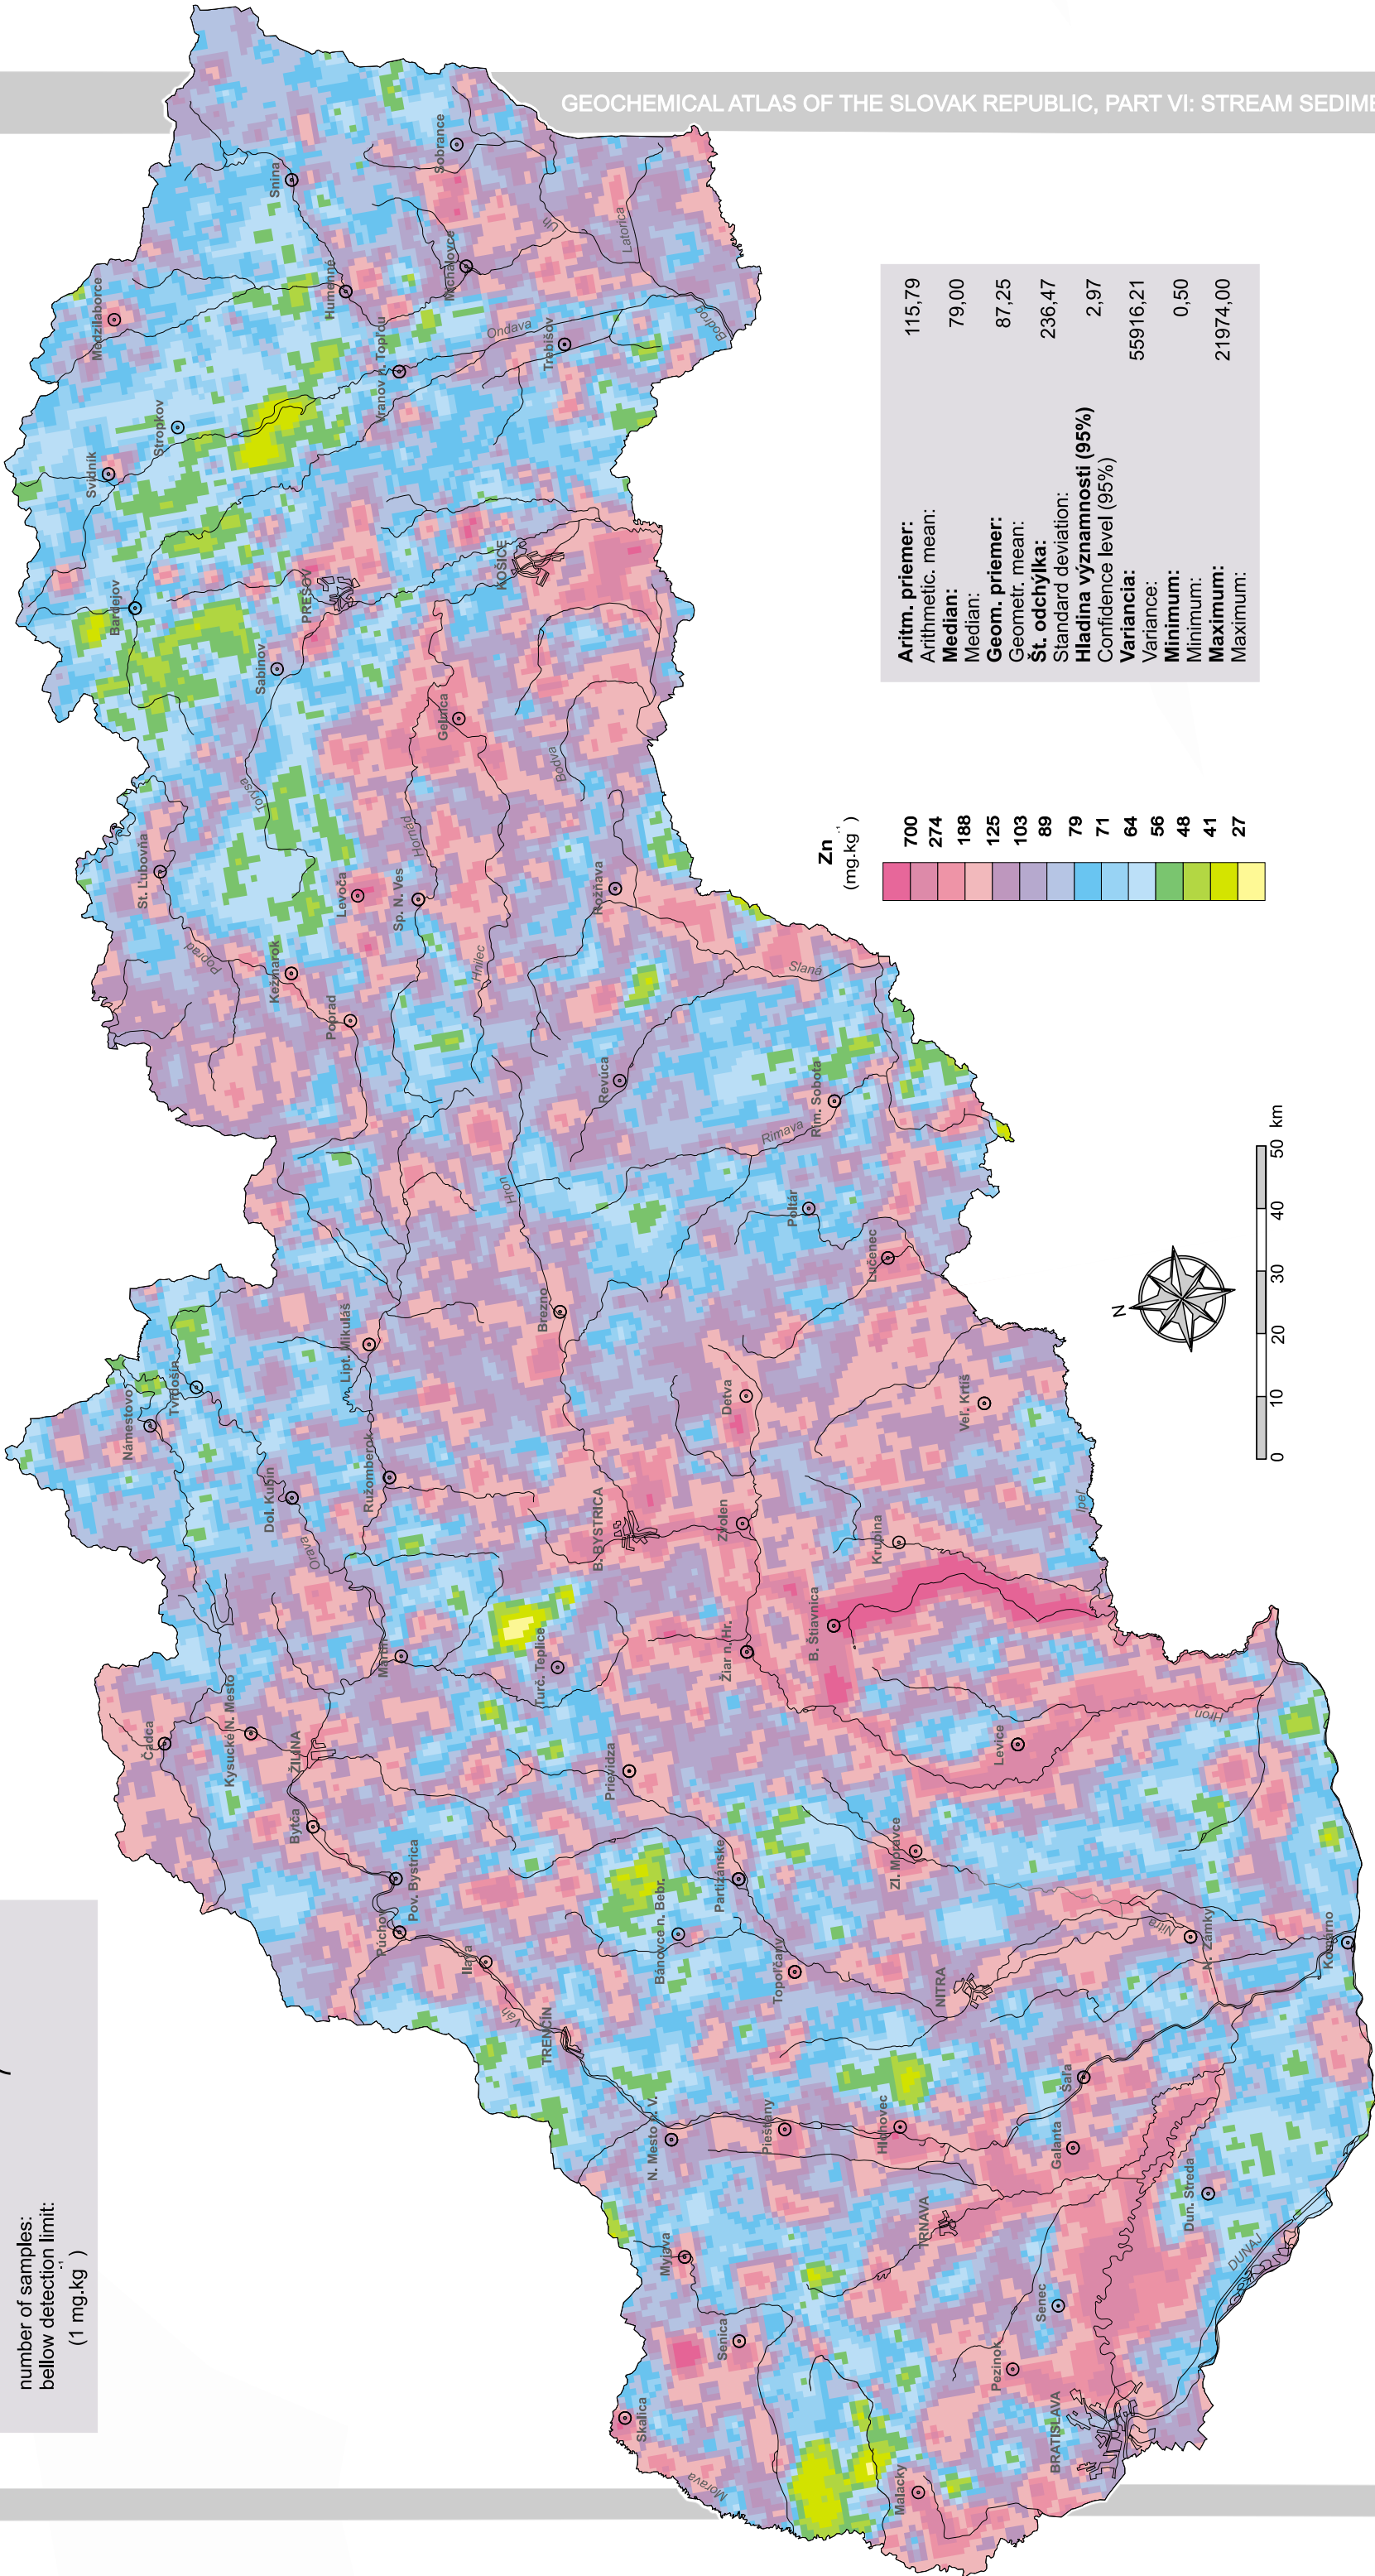 GEOCHEMICAL ATLAS OF THE SLOVAK REPUBLIC, PART VI: STREAM SEDIME
number of samples:
bellow detection limit:
(1 mg.kg⁻¹)
Skalica
Morava
Malacky
Senica
Myjava
BRATISLAVA
Pezinok
Senec
TRNAVA
DUNAJ
Dun. Streda
Galanta
Šaľa
Hlohovec
Piešťany
N. Mesto n. V.
TRENČÍN
Váh
Ilava
Púchov
Pov. Bystrica
Bytča
ŽILINA
Kysucké N. Mesto
Čadca
Bánovce n. Bebr.
Partizánske
Topoľčany
NITRA
Nitra
N. Zámky
Komárno
Zl. Moravce
Levice
Hron
Prievidza
Turč. Teplice
Martin
Žiar n. Hr.
B. Štiavnica
Krupina
Zvolen
B. BYSTRICA
Ružomberok
Dol. Kubín
Orava
Námestovo
Tvrdošín
Lipt. Mikuláš
Brezno
Detva
Veľ. Krtíš
Ipeľ
Lučenec
Poltár
Rimava
Rim. Sobota
Revúca
Hron
Slaná
Rožňava
Poprad
Kežmarok
Poprad
St. Ľubovňa
Levoča
Sp. N. Ves
Hnilec
Hornád
Gelnica
Bodva
Torysa
Sabinov
PREŠOV
KOŠICE
Bardejov
Svidník
Stropkov
Medzilaborce
Humenné
Vranov n. Topľou
Ondava
Trebišov
Michalovce
Snina
Sobrance
Uh
Latorica
Bodrog
N
0 10 20 30 40 50 km
Zn
(mg.kg⁻¹)
700
274
188
125
103
89
79
71
64
56
48
41
27
Aritm. priemer:
Arithmetic. mean: 115,79
Median:
Median: 79,00
Geom. priemer:
Geometr. mean: 87,25
Št. odchýlka:
Standard deviation: 236,47
Hladina významnosti (95%)
Confidence level (95%) 2,97
Variancia:
Variance: 55916,21
Minimum:
Minimum: 0,50
Maximum:
Maximum: 21974,00